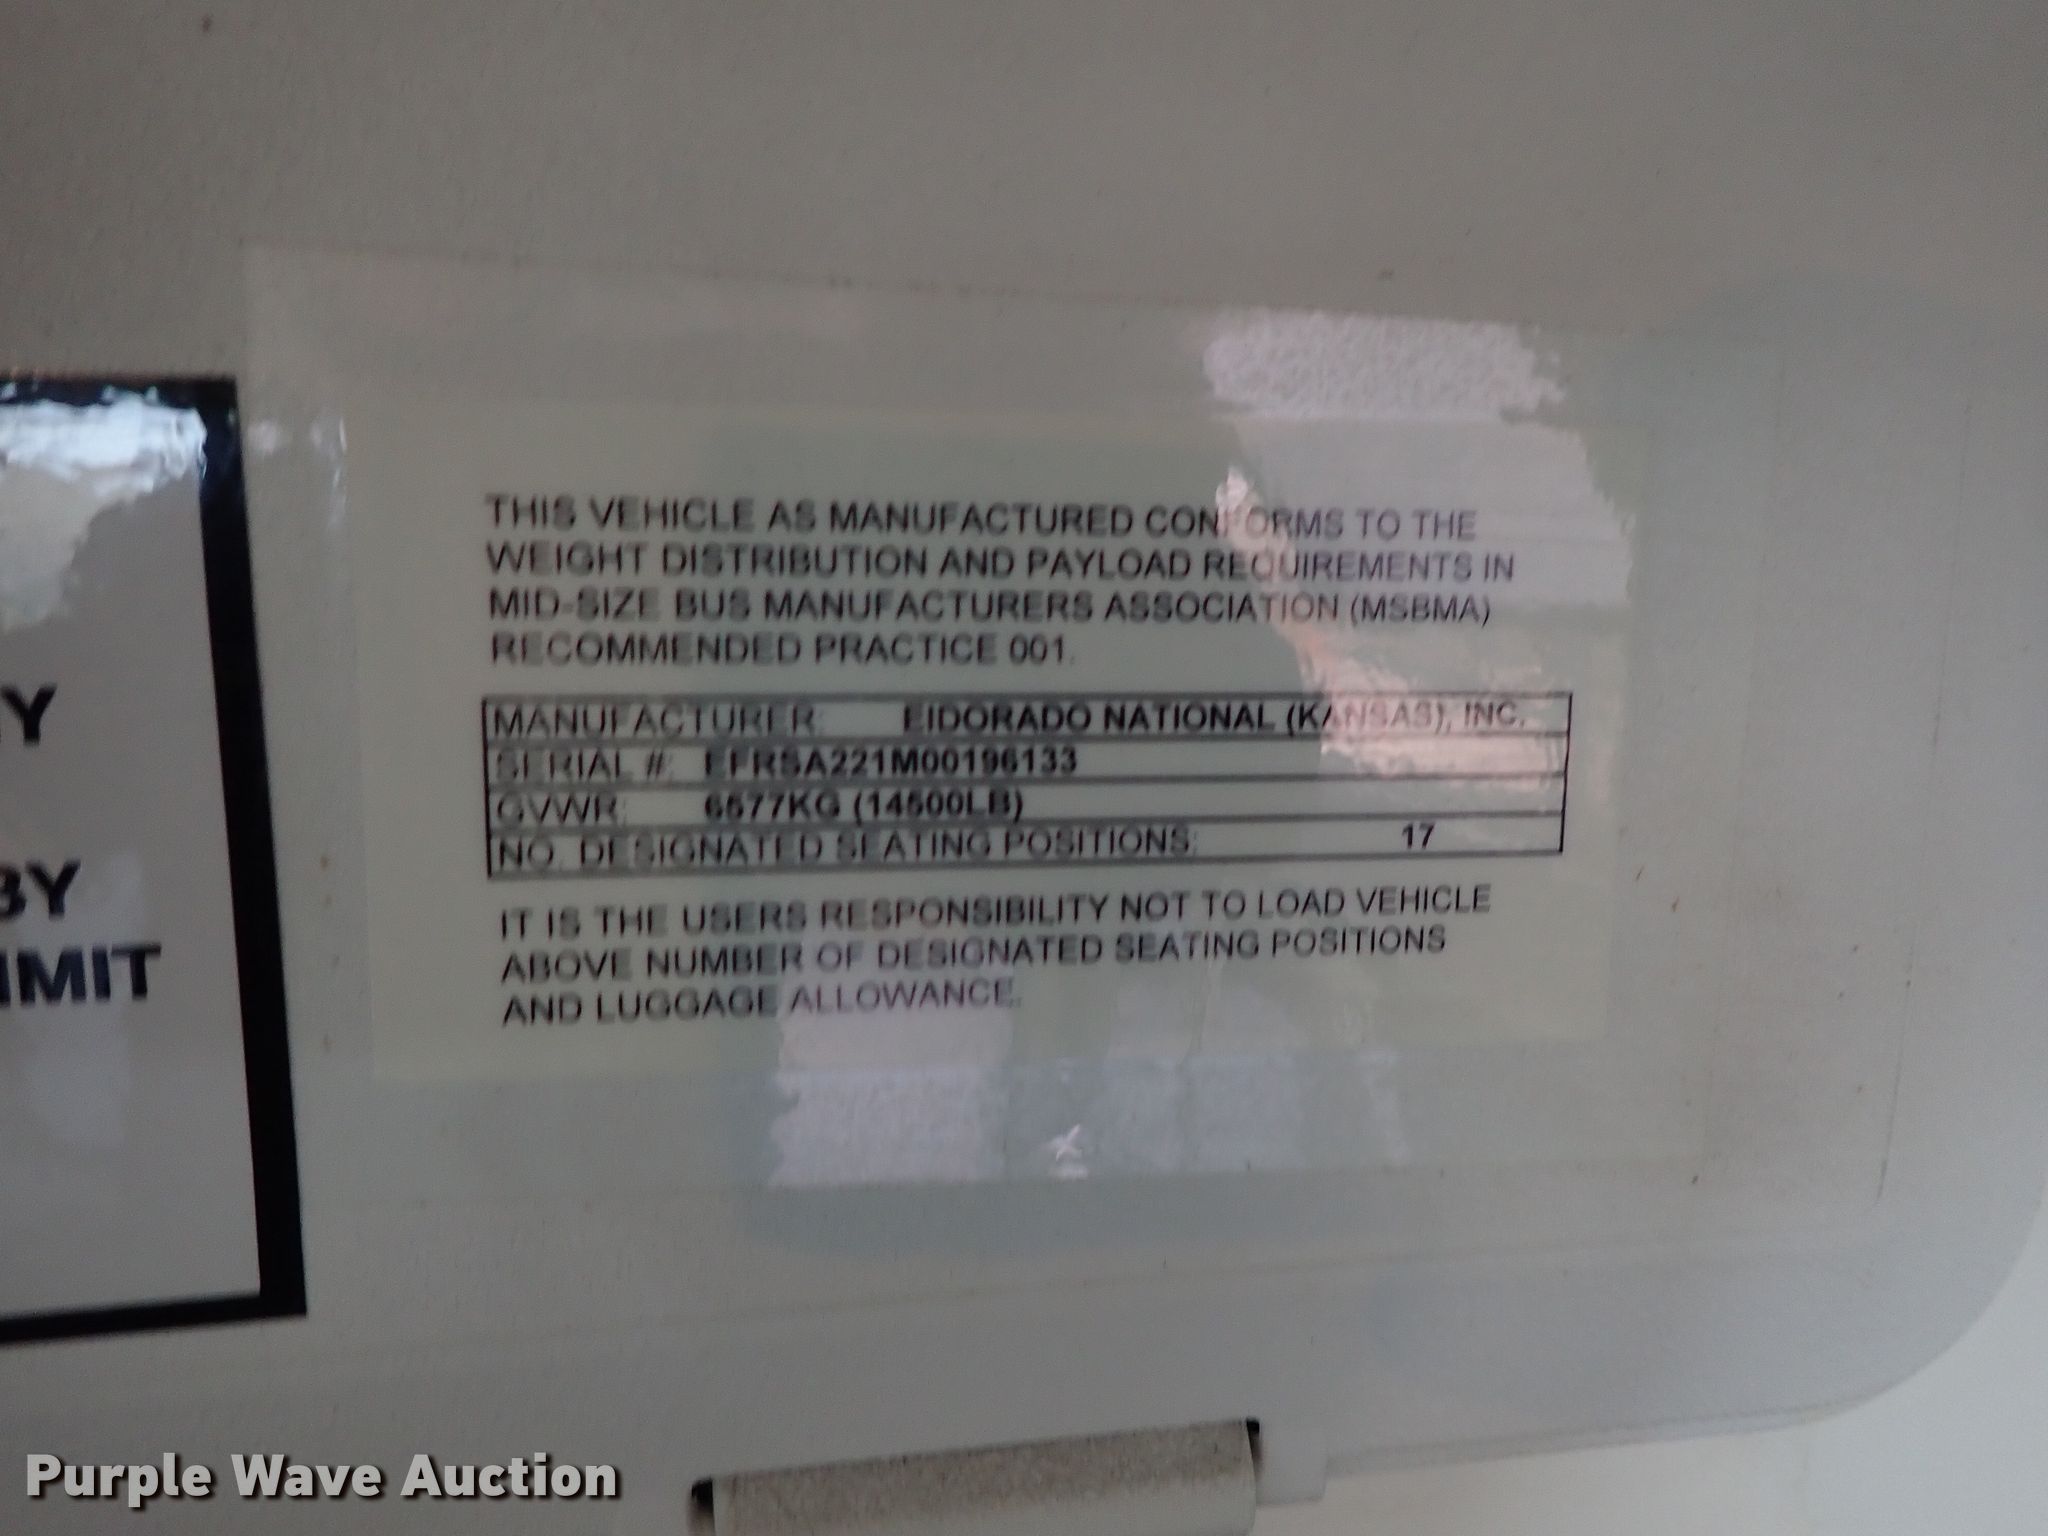 THIS VEHICLE AS MANUFACTURED CONFORMS TO THE
WEIGHT DISTRIBUTION AND PAYLOAD REQUIREMENTS IN
MID-SIZE BUS MANUFACTURERS ASSOCIATION (MSBMA)
RECOMMENDED PRACTICE 001.
MANUFACTURER: ElDORADO NATIONAL (KANSAS), INC.
SERIAL #: EFRSA221M00196133
GVWR: 6577KG (14500LB)
NO. DESIGNATED SEATING POSITIONS: 17
IT IS THE USERS RESPONSIBILITY NOT TO LOAD VEHICLE
ABOVE NUMBER OF DESIGNATED SEATING POSITIONS
AND LUGGAGE ALLOWANCE.
Y
BY
IMIT
Purple Wave Auction